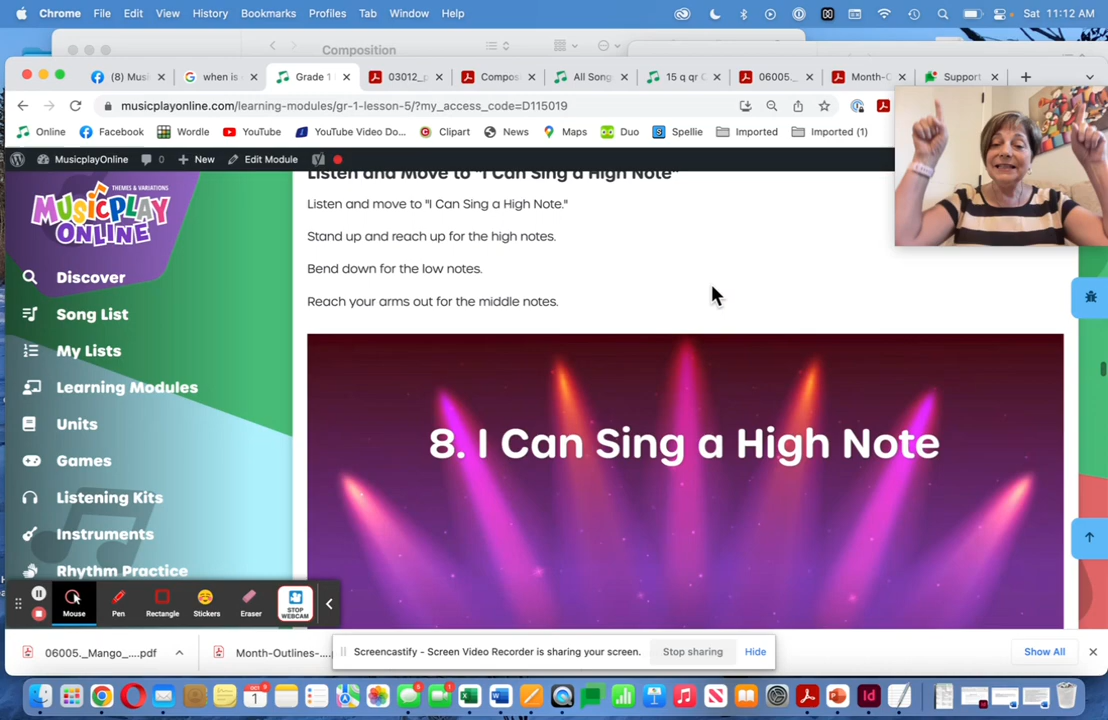 Chrome File Edit View History Bookmarks Profiles Tab Window Help
Sat 11:12 AM
Composition
(8) Mus
when is
Grade 1
03012_
Compos
All Song
15 q qr C
06005.
Month-C
Support
musicplayonline.com/learning-modules/gr-1-lesson-5/?my_access_code=D115019
Online Facebook Wordle YouTube YouTube Video Do... Clipart News Maps Duo Spellie Imported Imported (1)
MusicplayOnline New Edit Module
THEMES & VARIATIONS
MUSICPLAY
ONLINE
Discover
Song List
My Lists
Learning Modules
Units
Games
Listening Kits
Instruments
Rhythm Practice
Listen and Move to "I Can Sing a High Note"
Listen and move to "I Can Sing a High Note."
Stand up and reach up for the high notes.
Bend down for the low notes.
Reach your arms out for the middle notes.
8. I Can Sing a High Note
Mouse Pen Rectangle Stickers Eraser STOP WEBCAM
06005._Mango_....pdf
Month-Outlines-...
Screencastify - Screen Video Recorder is sharing your screen.
Stop sharing
Hide
Show All